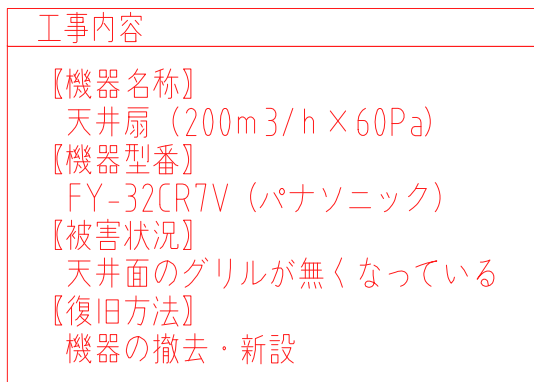 工事内容
【機器名称】
天井扇（200m3/h×60Pa）
【機器型番】
FY-32CR7V（パナソニック）
【被害状況】
天井面のグリルが無くなっている
【復旧方法】
機器の撤去・新設